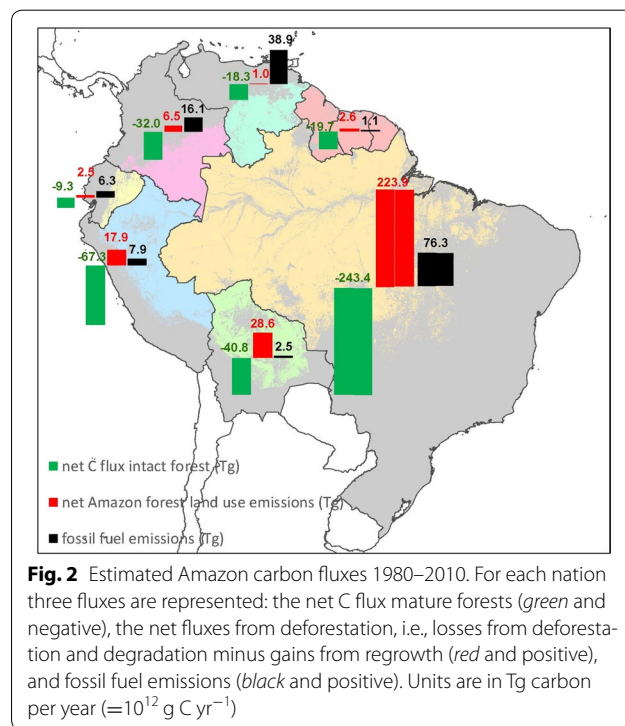 38.9
-18.3
1.0
16.1
6.5
-32.0
2.6
1.1
-19.7
2.5
6.3
-9.3
223.9
17.9
7.9
-67.3
76.3
-243.4
28.6
2.5
-40.8
net C flux intact forest (Tg)
net Amazon forest land use emissions (Tg)
fossil fuel emissions (Tg)
Fig. 2 Estimated Amazon carbon fluxes 1980–2010. For each nation
three fluxes are represented: the net C flux mature forests (green and
negative), the net fluxes from deforestation, i.e., losses from deforesta-
tion and degradation minus gains from regrowth (red and positive),
and fossil fuel emissions (black and positive). Units are in Tg carbon
per year (=10¹² g C yr⁻¹)